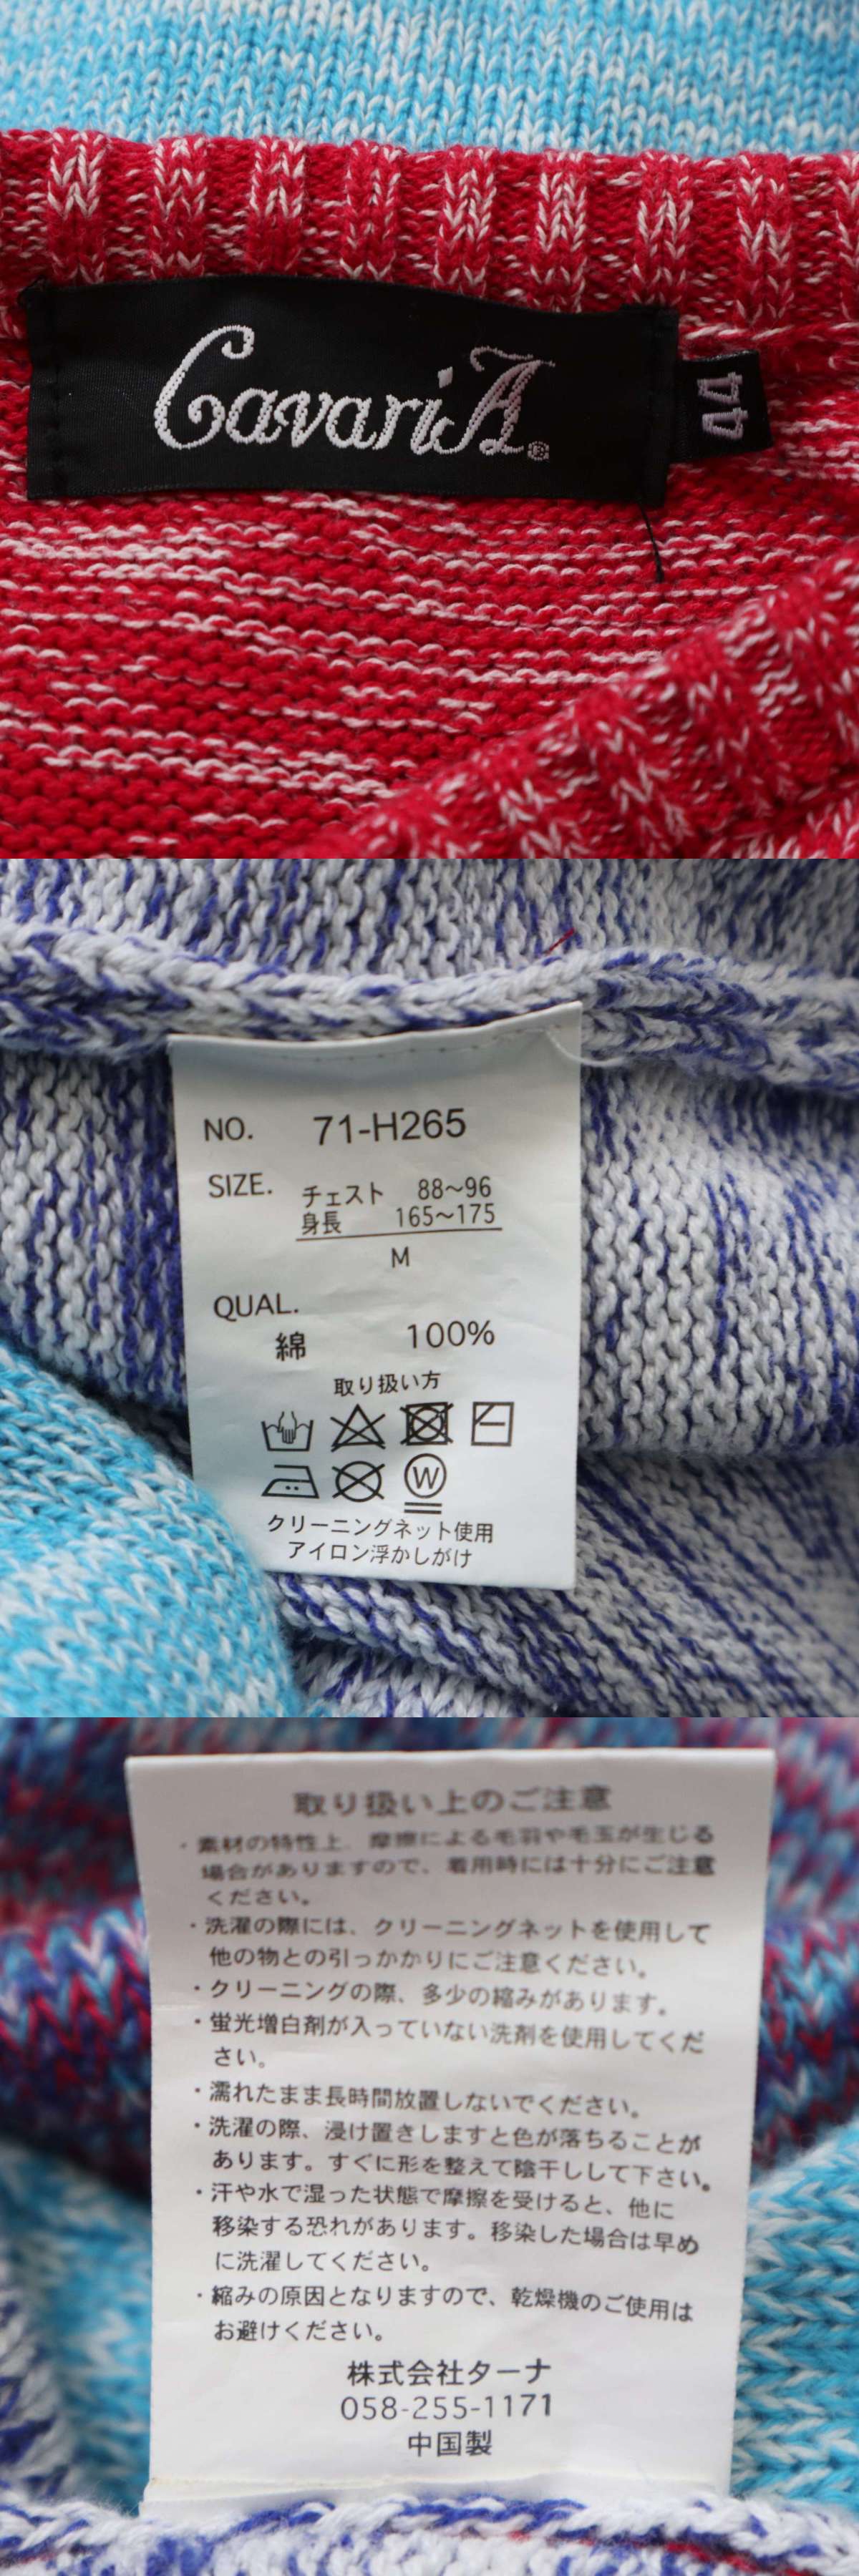 CavariA.®
44
NO. 71-H265
SIZE. チェスト 88〜96
身長 165〜175
M
QUAL.
綿 100%
取り扱い方
W
クリーニングネット使用
アイロン浮かしがけ
取り扱い上のご注意
・素材の特性上、摩擦による毛羽や毛玉が生じる
場合がありますので、着用時には十分にご注意
ください。
・洗濯の際には、クリーニングネットを使用して
他の物との引っかかりにご注意ください。
・クリーニングの際、多少の縮みがあります。
・蛍光増白剤が入っていない洗剤を使用してくだ
さい。
・濡れたまま長時間放置しないでください。
・洗濯の際、浸け置きしますと色が落ちることが
あります。すぐに形を整えて陰干しして下さい。
・汗や水で湿った状態で摩擦を受けると、他に
移染する恐れがあります。移染した場合は早め
に洗濯してください。
・縮みの原因となりますので、乾燥機のご使用は
お避けください。
株式会社ターナ
058-255-1171
中国製